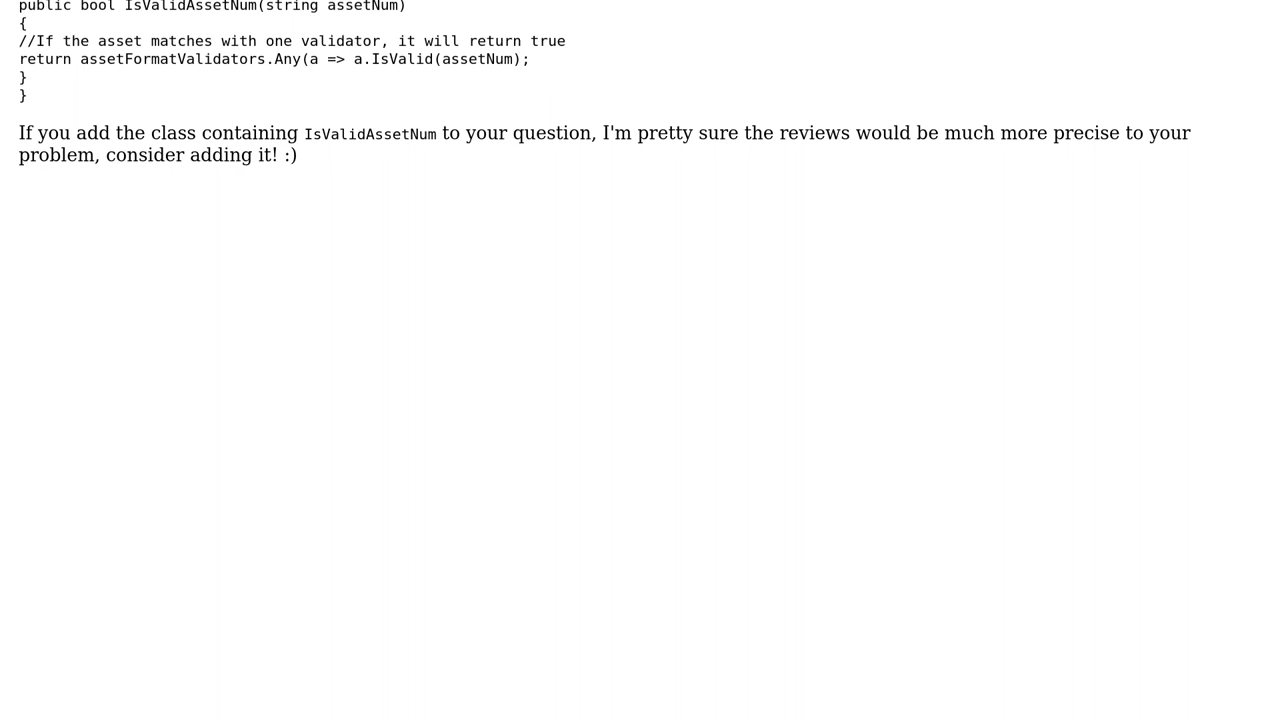 public bool IsValidAssetNum(string assetNum)
{
//If the asset matches with one validator, it will return true
return assetFormatValidators.Any(a => a.IsValid(assetNum);
}
}
If you add the class containing IsValidAssetNum to your question, I'm pretty sure the reviews would be much more precise to your
problem, consider adding it! :)